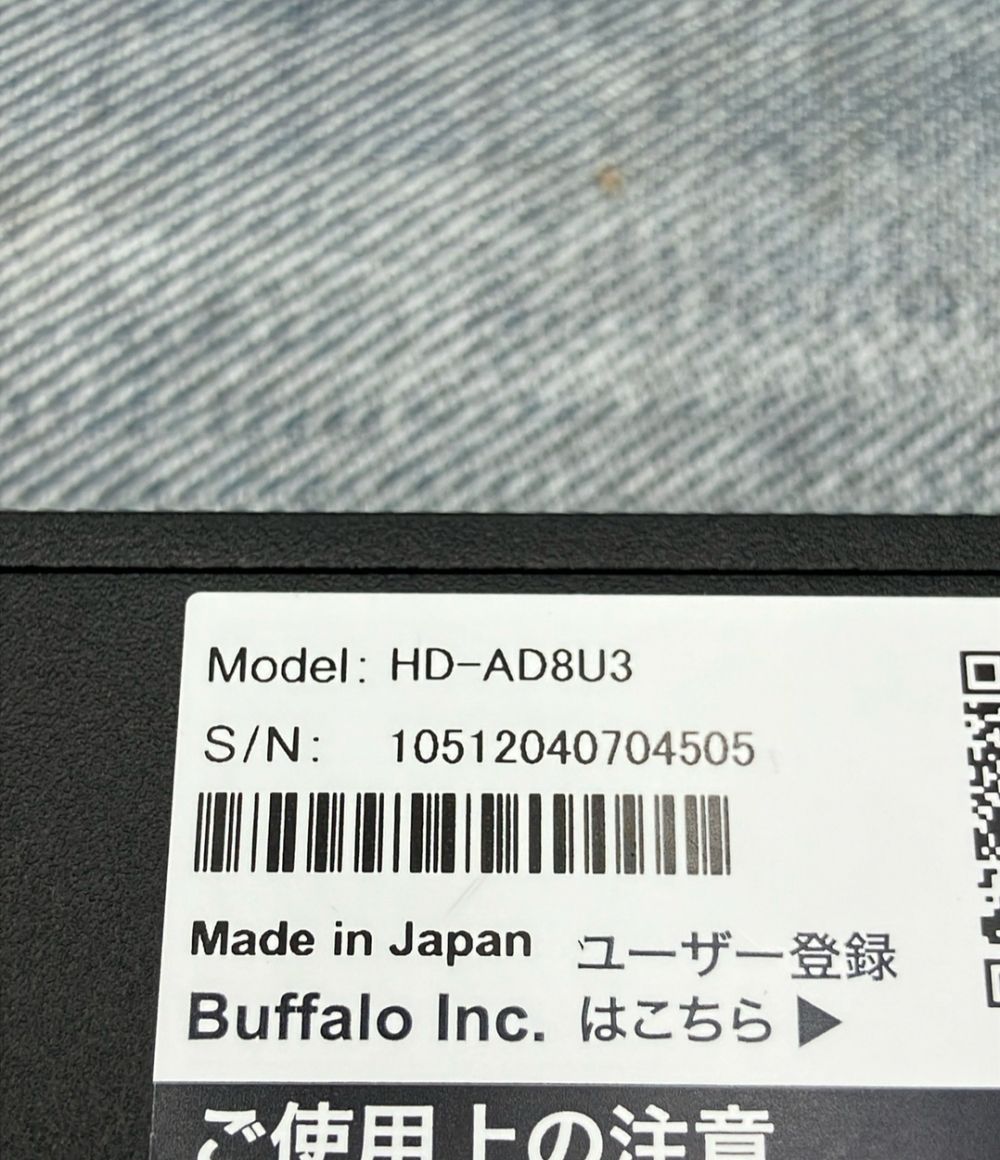 Model: HD-AD8U3
S/N: 10512040704505
Made in Japan
ユーザー登録
Buffalo Inc.
はこちら▶
ご使用上の注意